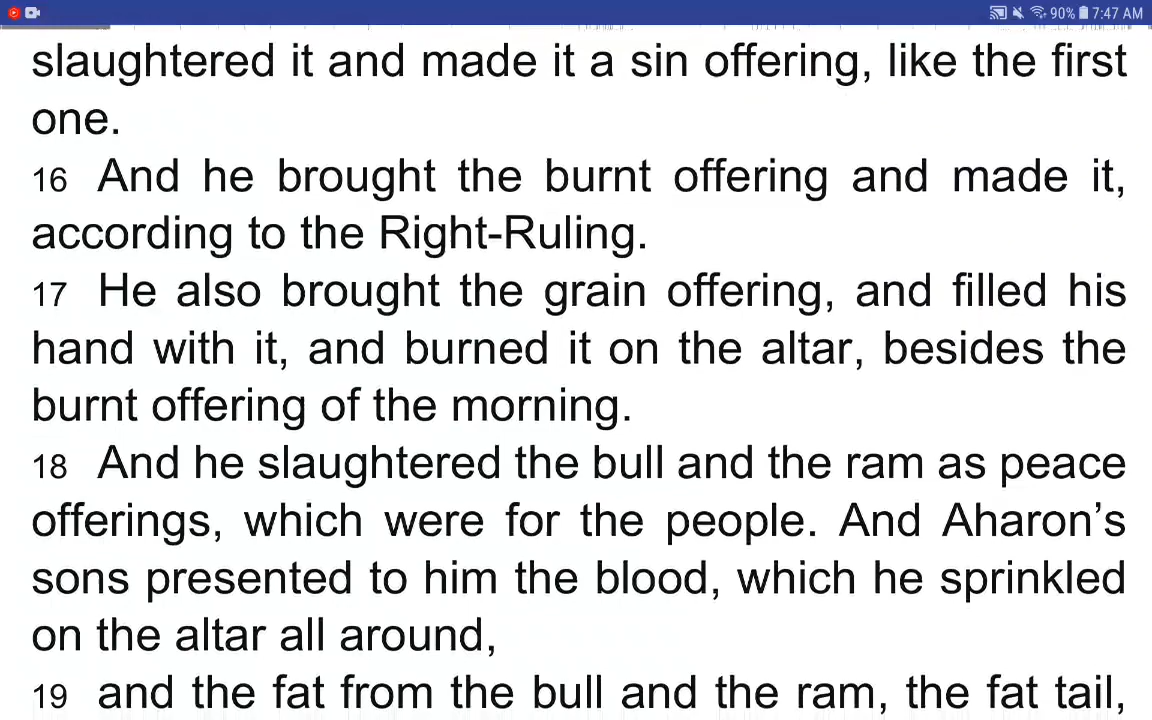 90% 7:47 AM
slaughtered it and made it a sin offering, like the first
one.
16 And he brought the burnt offering and made it,
according to the Right-Ruling.
17 He also brought the grain offering, and filled his
hand with it, and burned it on the altar, besides the
burnt offering of the morning.
18 And he slaughtered the bull and the ram as peace
offerings, which were for the people. And Aharon’s
sons presented to him the blood, which he sprinkled
on the altar all around,
19 and the fat from the bull and the ram, the fat tail,